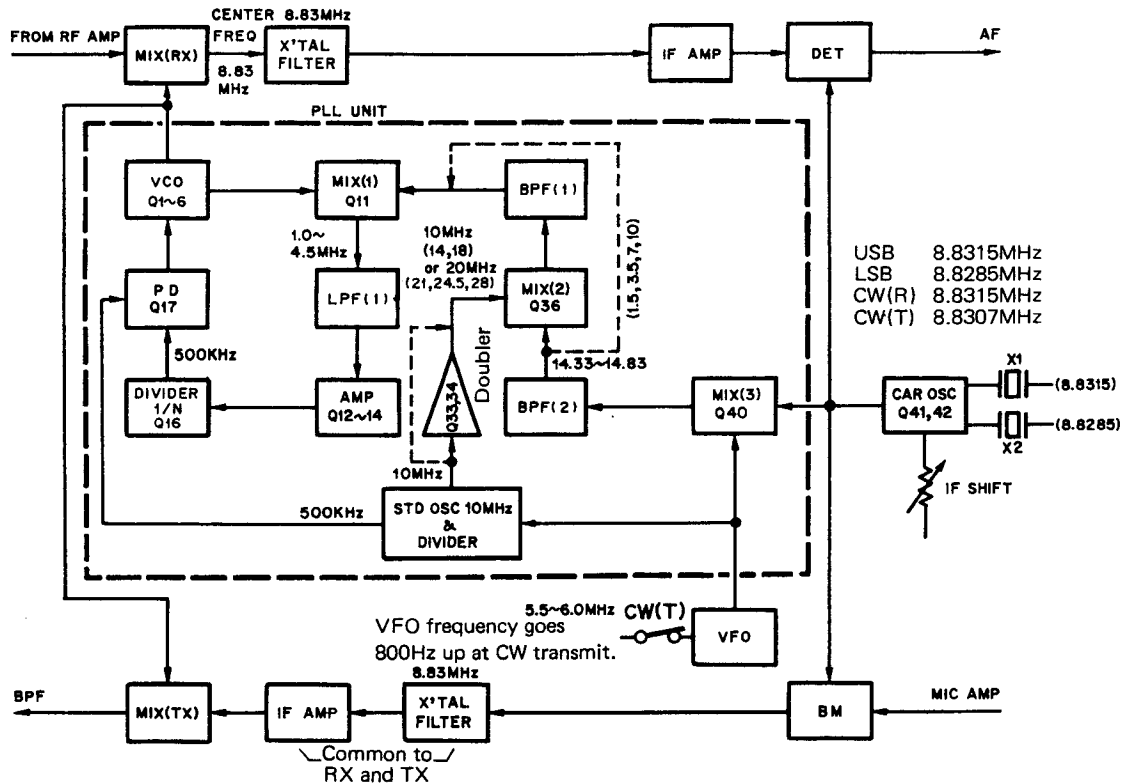 CENTER 8.83MHz
FROM RF AMP
MIX(RX)
FREQ
8.83
MHz
X'TAL
FILTER
IF AMP
DET
AF
PLL UNIT
VCO
Q1~6
MIX(1)
Q11
BPF(1)
1.0~
4.5MHz
10MHz
(14,18)
or 20MHz
(21,24.5,28)
(1.5,3.5,7,10)
PD
Q17
LPF(1)
MIX(2)
Q36
USB 8.8315MHz
LSB 8.8285MHz
CW(R) 8.8315MHz
CW(T) 8.8307MHz
500KHz
Doubler
14.33~14.83
DIVIDER
1/N
Q16
AMP
Q12~14
Q33,34
BPF(2)
MIX(3)
Q40
CAR OSC
Q41,42
X1
(8.8315)
X2
(8.8285)
IF SHIFT
10MHz
500KHz
STD OSC 10MHz
&
DIVIDER
5.5~6.0MHz
CW(T)
VFO
VFO frequency goes
800Hz up at CW transmit.
8.83MHz
BPF
MIX(TX)
IF AMP
X'TAL
FILTER
BM
MIC AMP
Common to
RX and TX